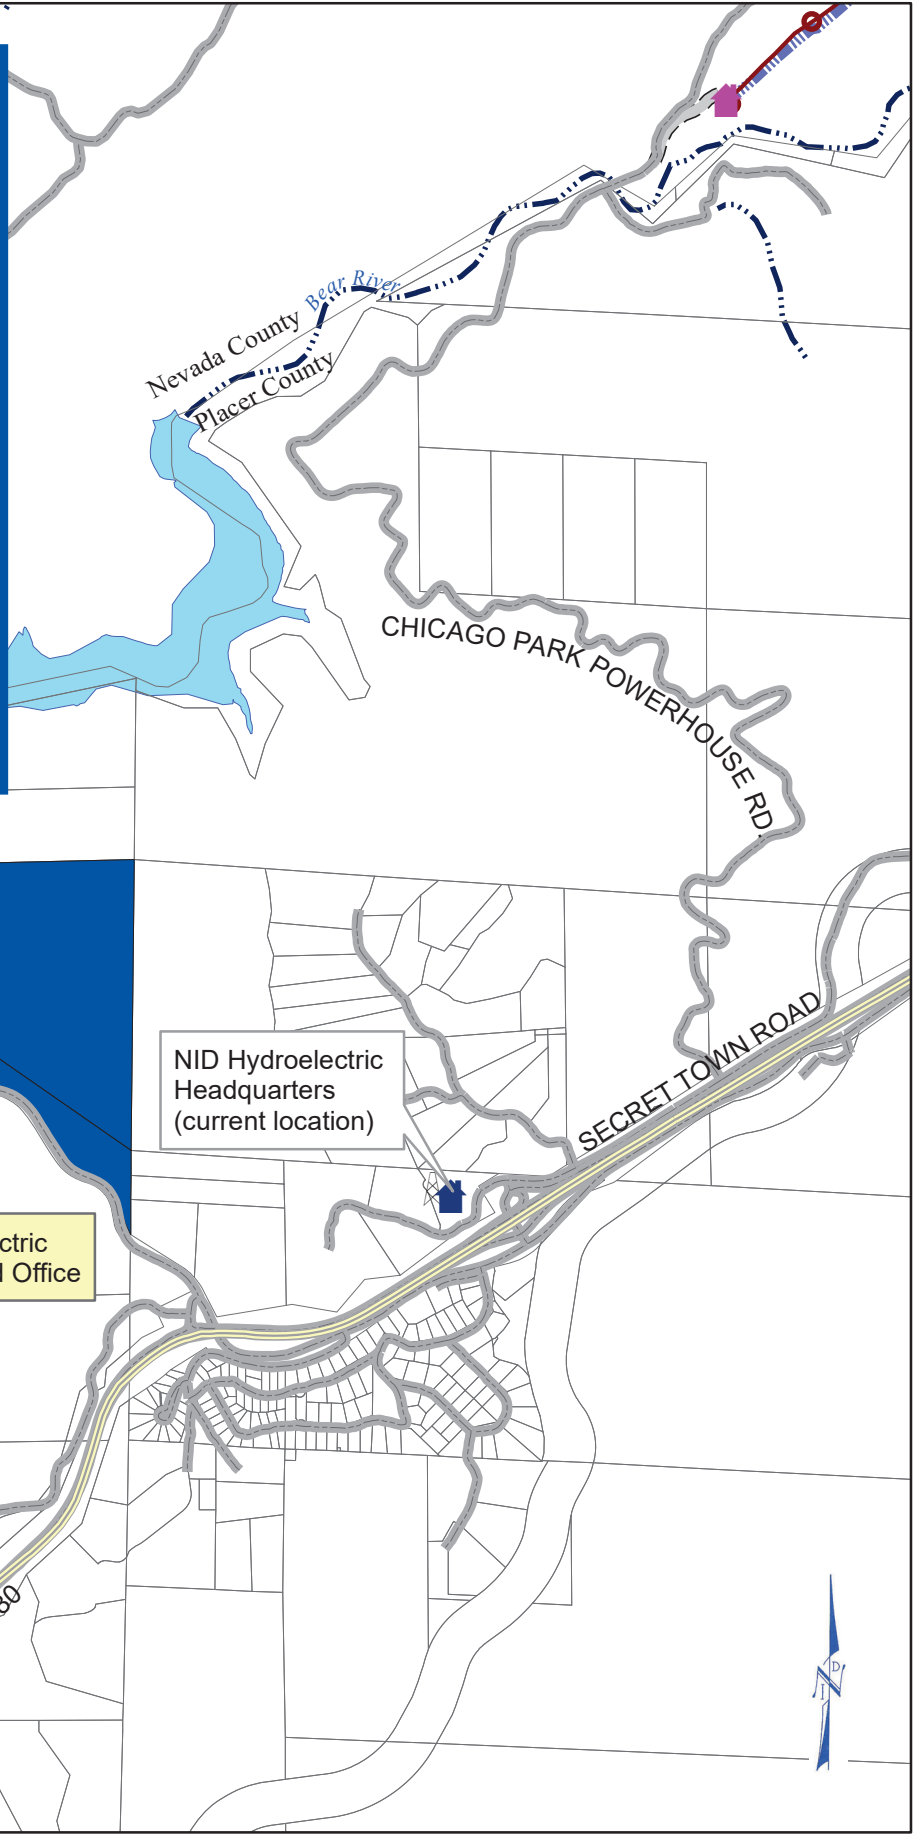 Bear River
Nevada County
Placer County
CHICAGO PARK POWERHOUSE RD.
SECRET TOWN ROAD
NID Hydroelectric
Headquarters
(current location)
ctric
l Office
80
N
I
D